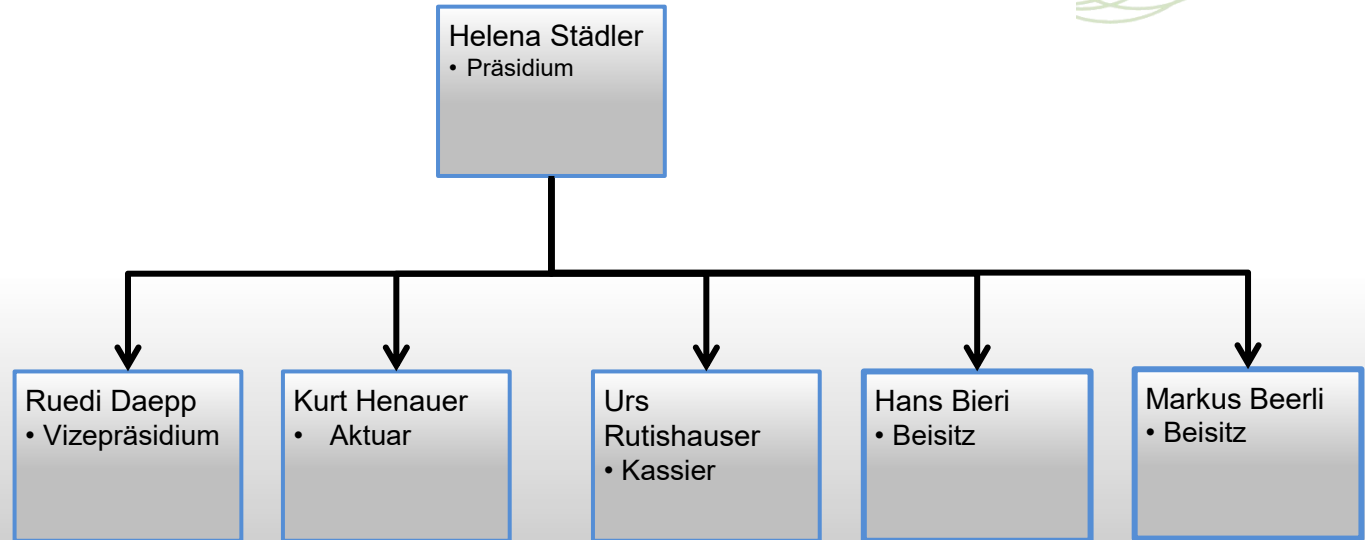 Helena Städler
• Präsidium
Ruedi Daepp
• Vizepräsidium
Kurt Henauer
• Aktuar
Urs
Rutishauser
• Kassier
Hans Bieri
• Beisitz
Markus Beerli
• Beisitz